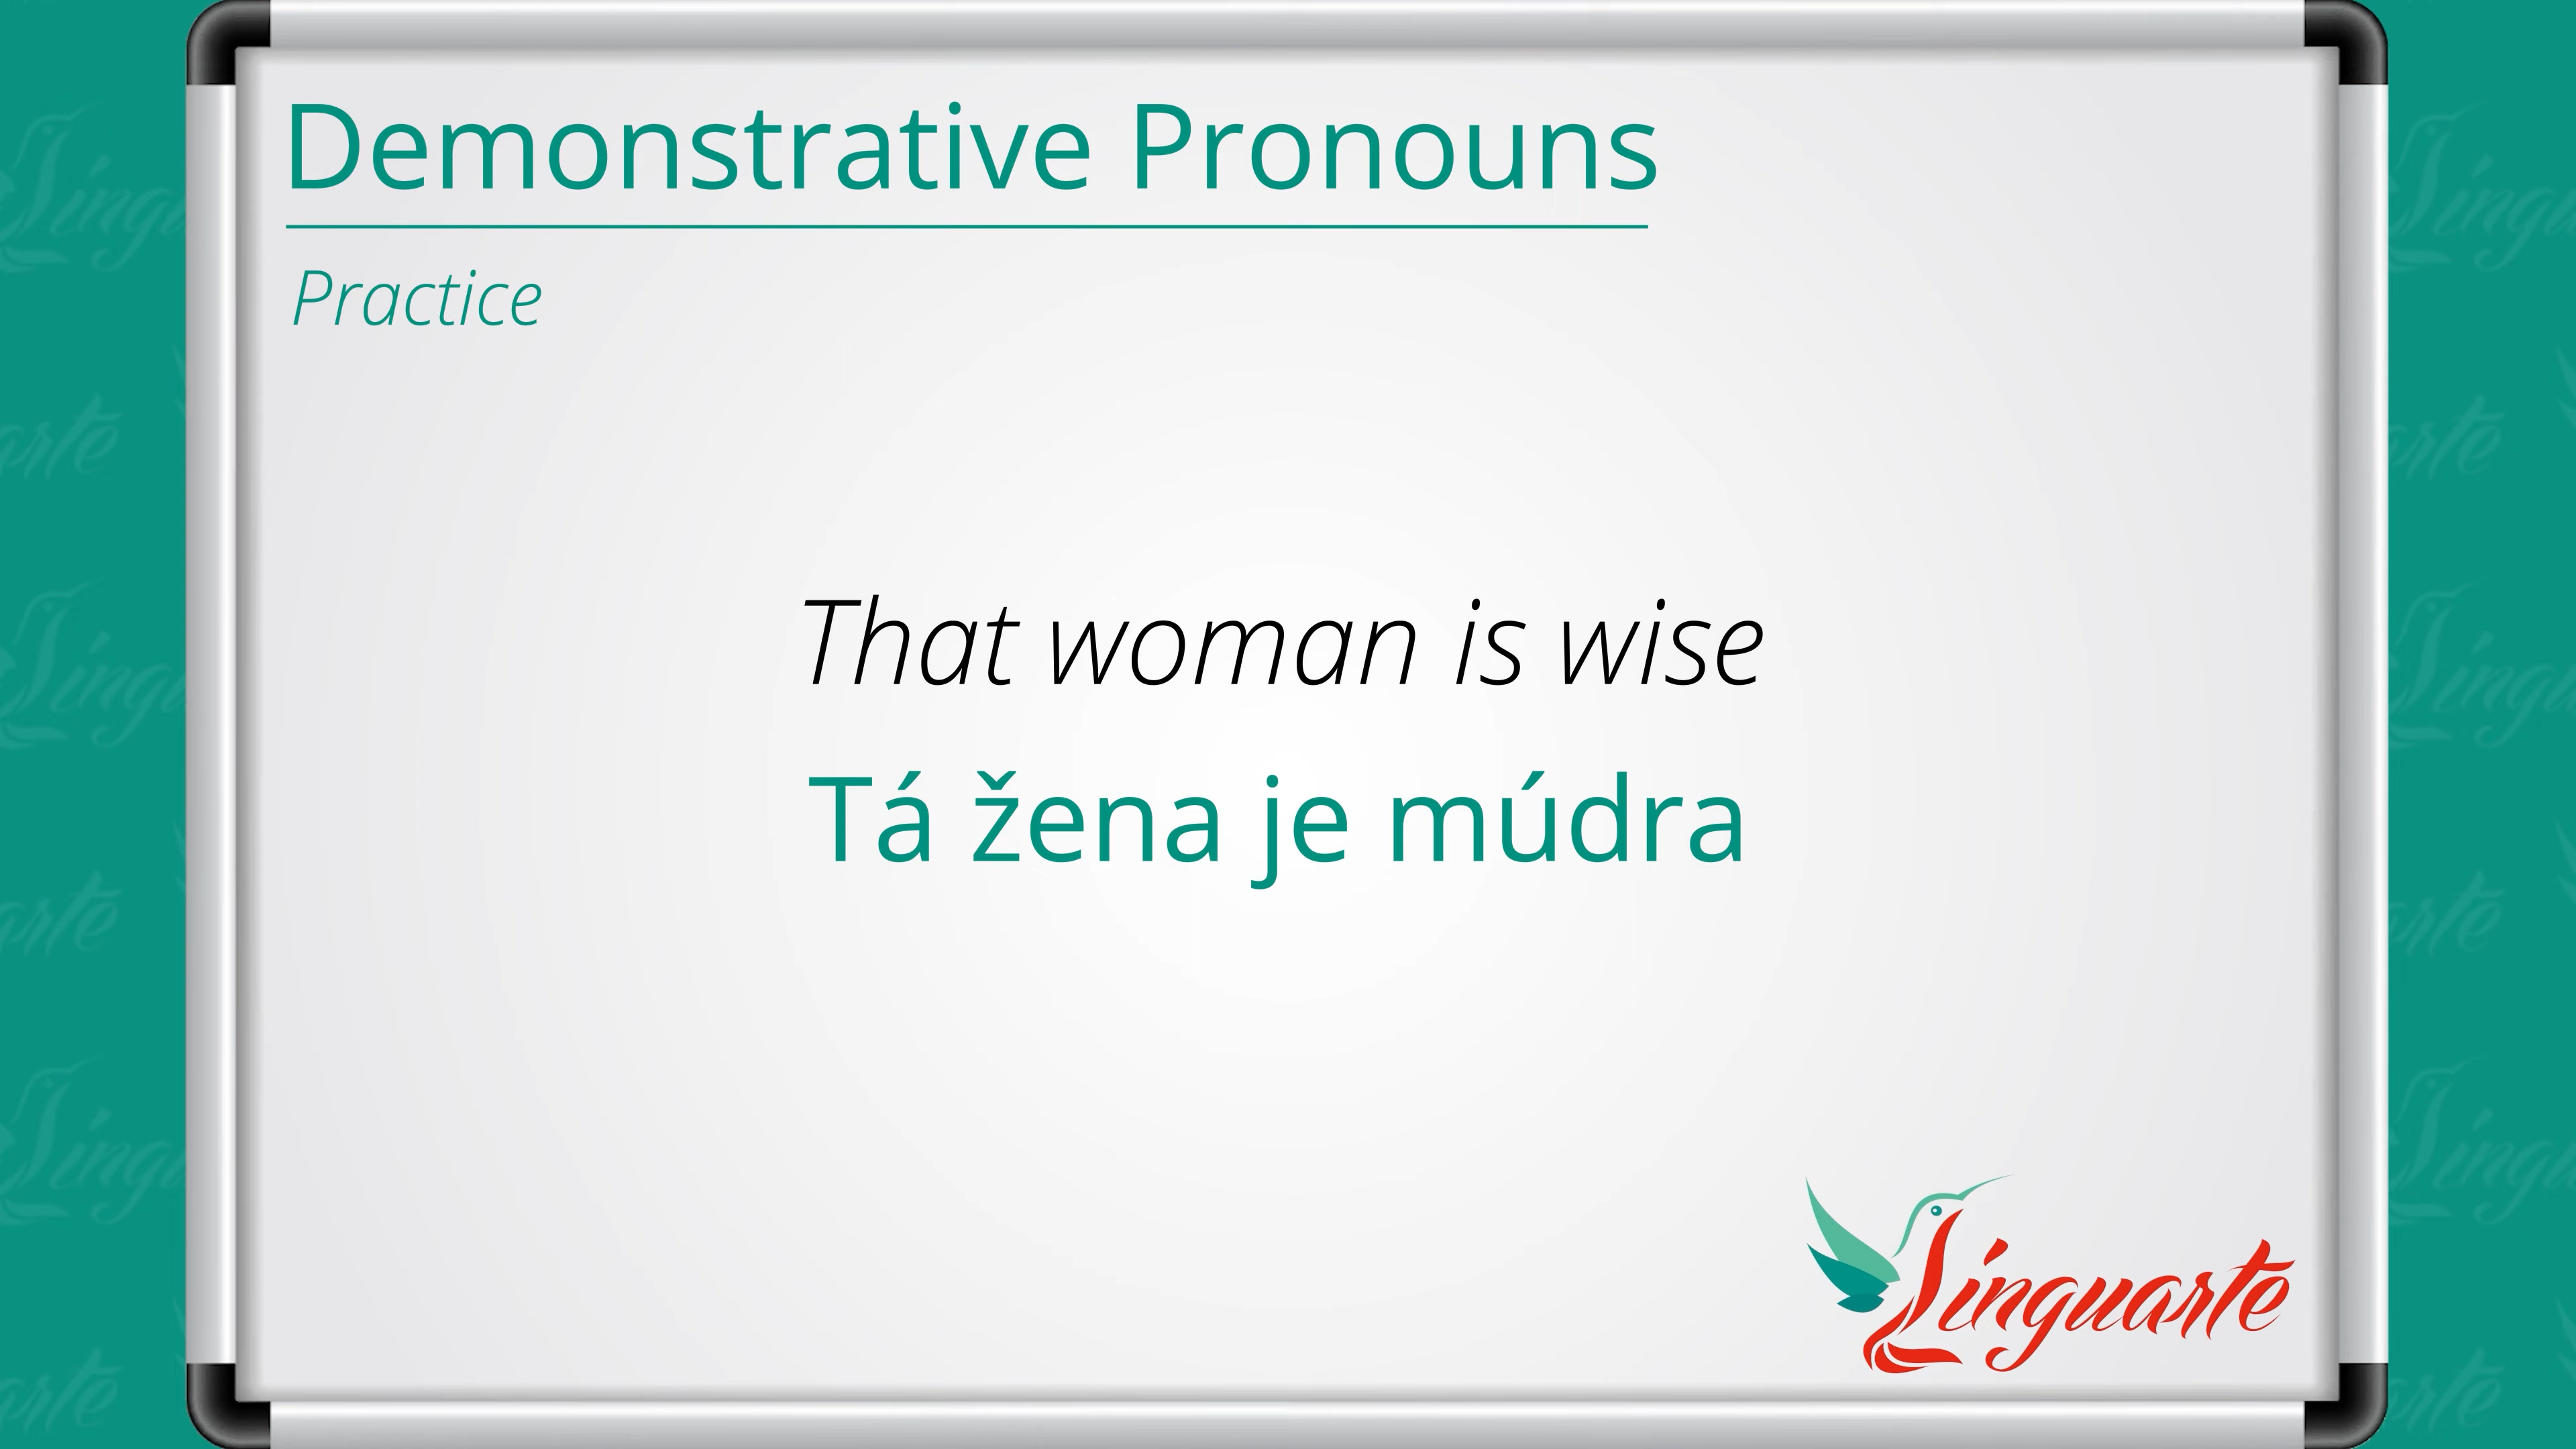 Demonstrative Pronouns
Practice
That woman is wise
Tá žena je múdra
Linguarte